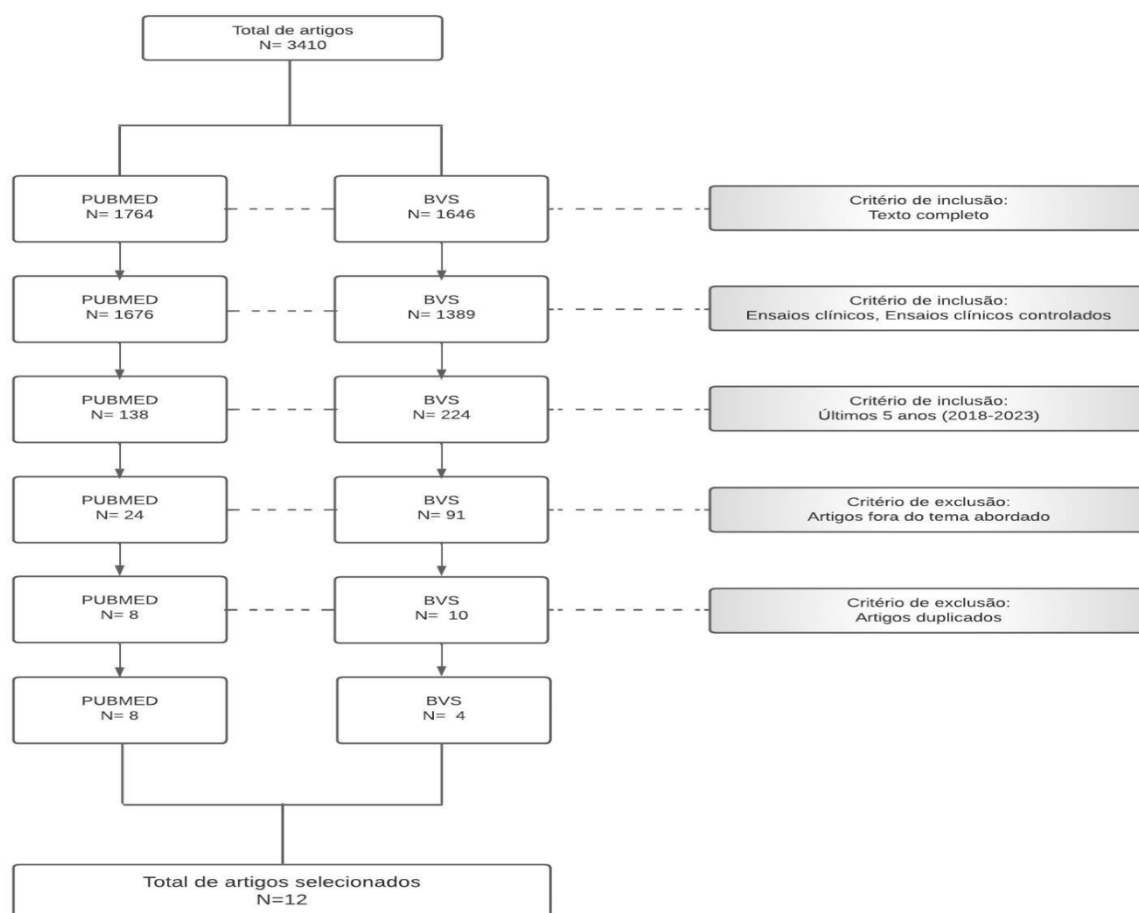 Total de artigos
N= 3410
PUBMED
N= 1764
BVS
N= 1646
Critério de inclusão:
Texto completo
PUBMED
N= 1676
BVS
N= 1389
Critério de inclusão:
Ensaios clínicos, Ensaios clínicos controlados
PUBMED
N= 138
BVS
N= 224
Critério de inclusão:
Últimos 5 anos (2018-2023)
PUBMED
N= 24
BVS
N= 91
Critério de exclusão:
Artigos fora do tema abordado
PUBMED
N= 8
BVS
N= 10
Critério de exclusão:
Artigos duplicados
PUBMED
N= 8
BVS
N= 4
Total de artigos selecionados
N=12